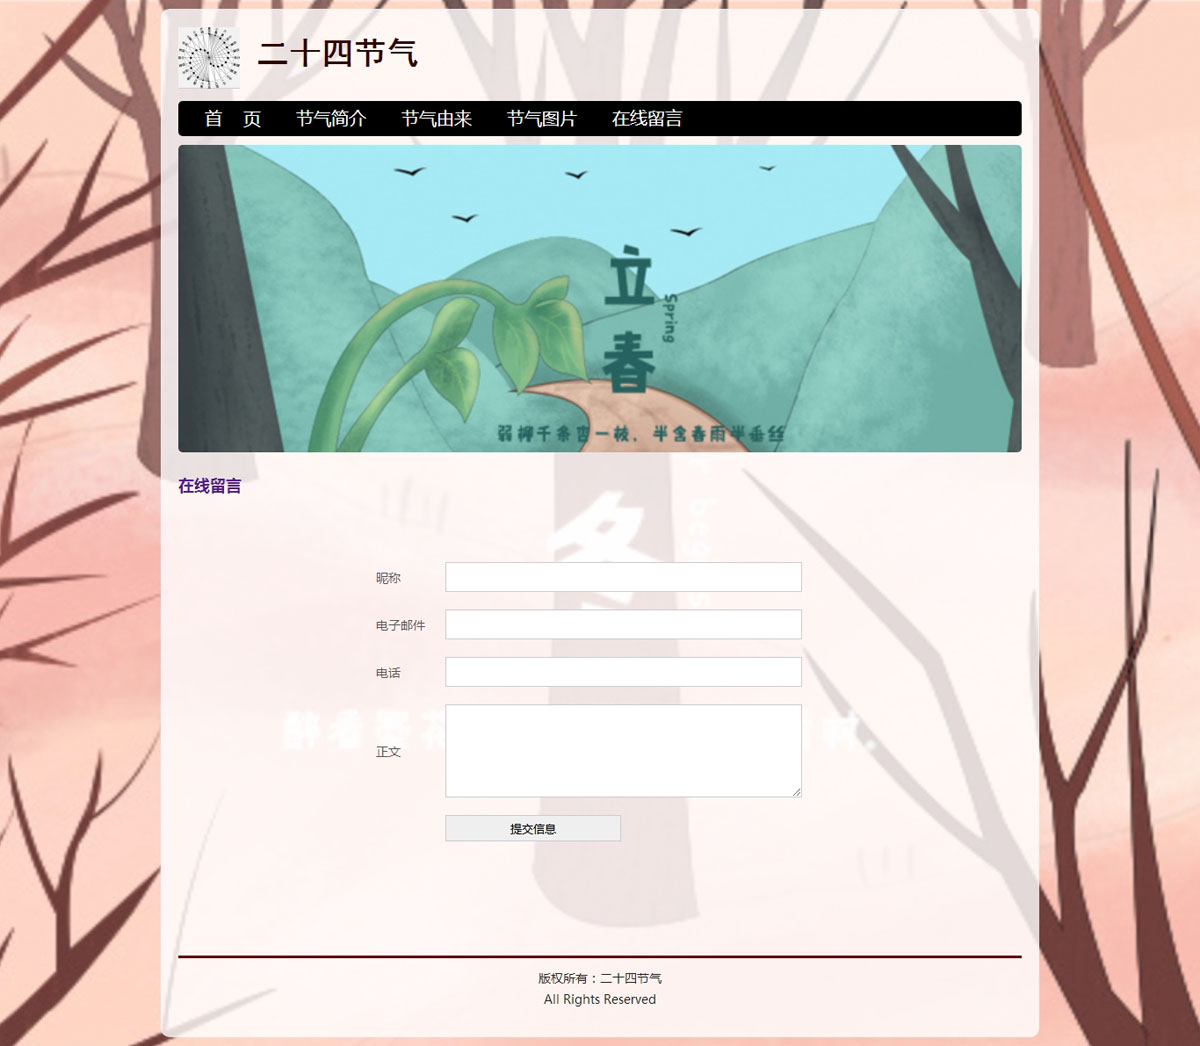 二十四节气
首 页 节气简介 节气由来 节气图片 在线留言
立春
Spring
弱柳千条杏一枝，半含春雨半垂丝
在线留言
冬
昵称
电子邮件
电话
正文
提交信息
版权所有：二十四节气
All Rights Reserved